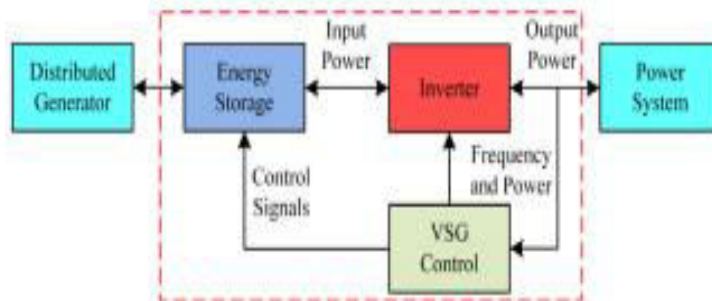 Input
Power
Output
Power
Distributed
Generator
Energy
Storage
Inverter
Power
System
Control
Signals
Frequency
and Power
VSG
Control